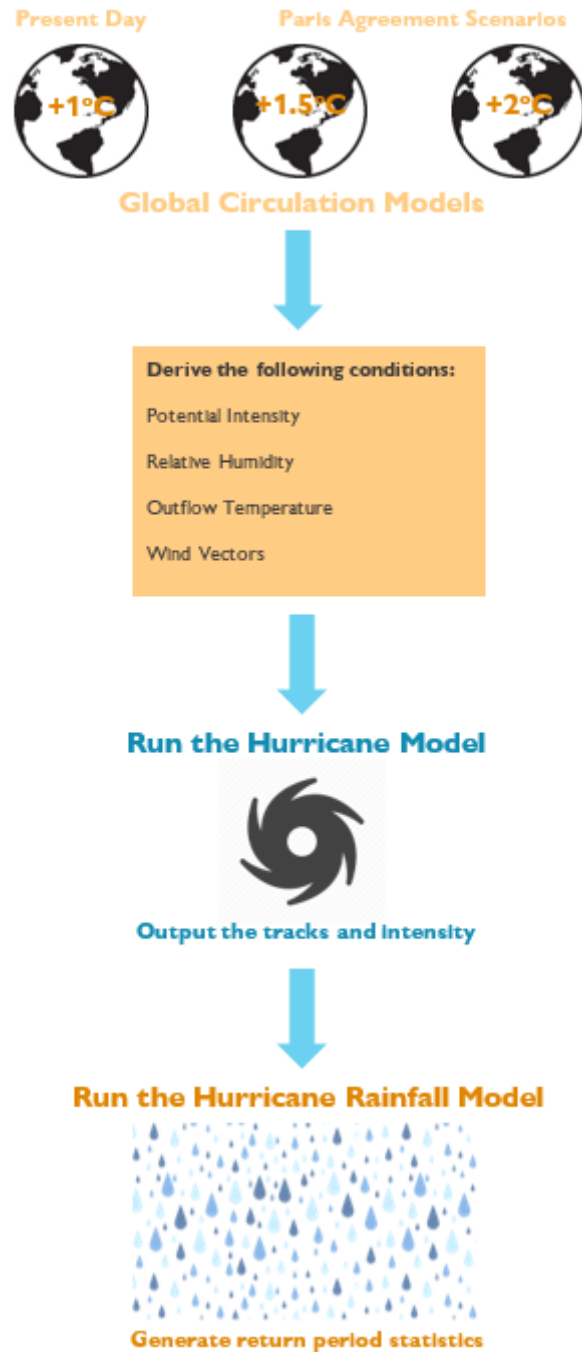 Present Day
Paris Agreement Scenarios
+1°C
+1.5°C
+2°C
Global Circulation Models
Derive the following conditions:
Potential Intensity
Relative Humidity
Outflow Temperature
Wind Vectors
Run the Hurricane Model
Output the tracks and intensity
Run the Hurricane Rainfall Model
Generate return period statistics